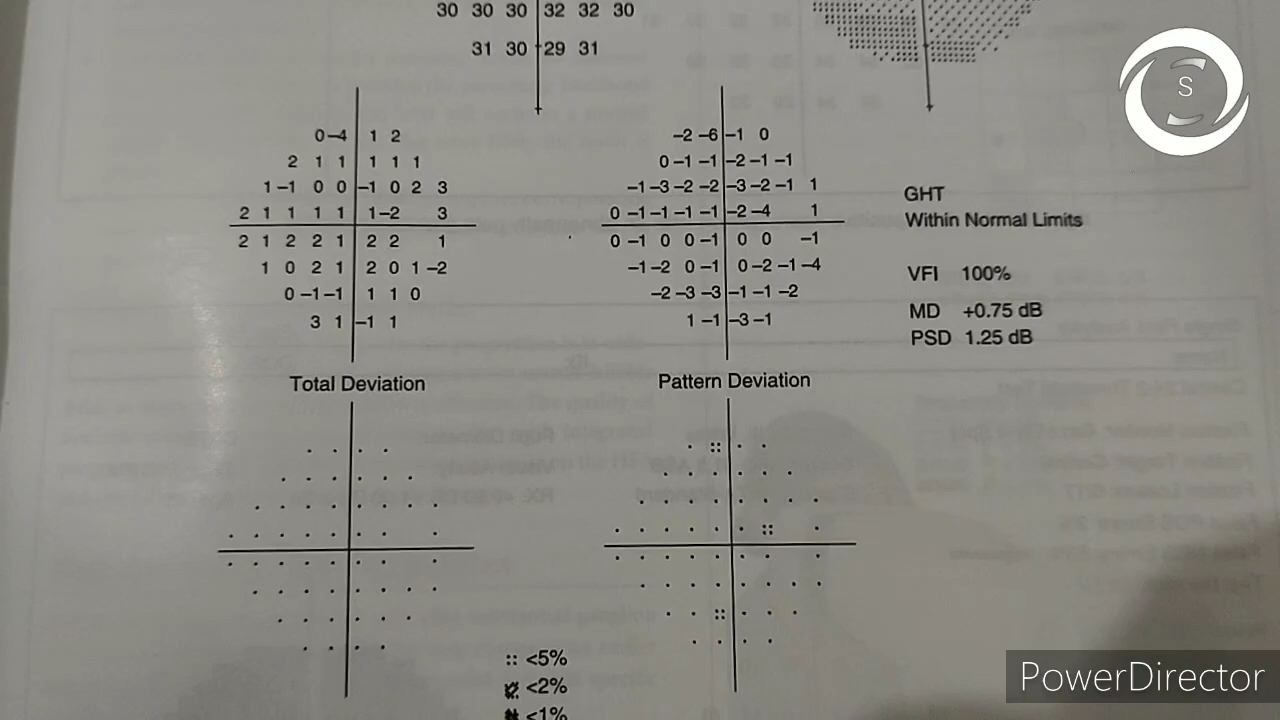 30 30 30 32 32 30
31 30 29 31
S
0 -4 1 2
2 1 1 1 1 1
1 -1 0 0 -1 0 2 3
2 1 1 1 1 1 -2 3
2 1 2 2 1 2 2 1
1 0 2 1 2 0 1 -2
0 -1 -1 1 1 0
3 1 -1 1
Total Deviation
-2 -6 -1 0
0 -1 -1 -2 -1 -1
-1 -3 -2 -2 -3 -2 -1 1
0 -1 -1 -1 -1 -2 -4 1
0 -1 0 0 -1 0 0 -1
-1 -2 0 -1 0 -2 -1 -4
-2 -3 -3 -1 -1 -2
1 -1 -3 -1
Pattern Deviation
GHT
Within Normal Limits
VFI 100%
MD +0.75 dB
PSD 1.25 dB
<5%
<2%
<1%
PowerDirector